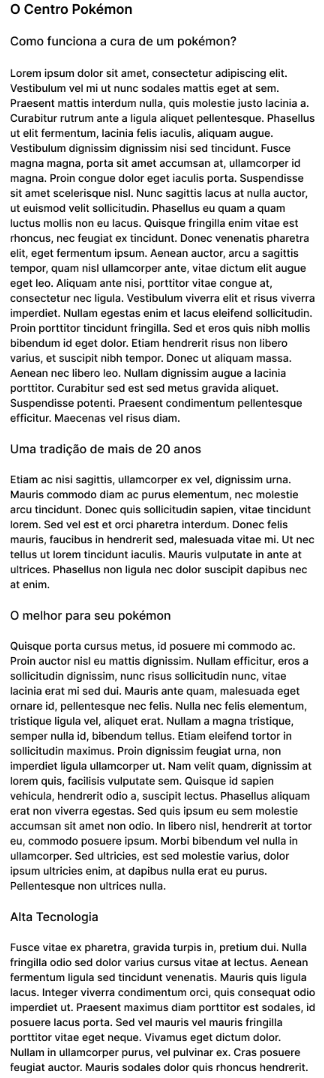 O Centro Pokémon
Como funciona a cura de um pokémon?
Lorem ipsum dolor sit amet, consectetur adipiscing elit.
Vestibulum vel mi ut nunc sodales mattis eget at sem.
Praesent mattis interdum nulla, quis molestie justo lacinia a.
Curabitur rutrum ante a ligula aliquet pellentesque. Phasellus
ut elit fermentum, lacinia felis iaculis, aliquam augue.
Vestibulum dignissim dignissim nisi sed tincidunt. Fusce
magna magna, porta sit amet accumsan at, ullamcorper id
magna. Proin congue dolor eget iaculis porta. Suspendisse
sit amet scelerisque nisl. Nunc sagittis lacus at nulla auctor,
ut euismod velit sollicitudin. Phasellus eu quam a quam
luctus mollis non eu lacus. Quisque fringilla enim vitae est
rhoncus, nec feugiat ex tincidunt. Donec venenatis pharetra
elit, eget fermentum ipsum. Aenean auctor, arcu a sagittis
tempor, quam nisl ullamcorper ante, vitae dictum elit augue
eget leo. Aliquam ante nisi, porttitor vitae congue at,
consectetur nec ligula. Vestibulum viverra elit et risus viverra
imperdiet. Nullam egestas enim et lacus eleifend sollicitudin.
Proin porttitor tincidunt fringilla. Sed et eros quis nibh mollis
bibendum id eget dolor. Etiam hendrerit risus non libero
varius, et suscipit nibh tempor. Donec ut aliquam massa.
Aenean nec libero leo. Nullam dignissim augue a lacinia
porttitor. Curabitur sed est sed metus gravida aliquet.
Suspendisse potenti. Praesent condimentum pellentesque
efficitur. Maecenas vel risus diam.
Uma tradição de mais de 20 anos
Etiam ac nisi sagittis, ullamcorper ex vel, dignissim urna.
Mauris commodo diam ac purus elementum, nec molestie
arcu tincidunt. Donec quis sollicitudin sapien, vitae tincidunt
lorem. Sed vel est et orci pharetra interdum. Donec felis
mauris, faucibus in hendrerit sed, malesuada vitae mi. Ut nec
tellus ut lorem tincidunt iaculis. Mauris vulputate in ante at
ultrices. Phasellus non ligula nec dolor suscipit dapibus nec
at enim.
O melhor para seu pokémon
Quisque porta cursus metus, id posuere mi commodo ac.
Proin auctor nisl eu mattis dignissim. Nullam efficitur, eros a
sollicitudin dignissim, nunc risus sollicitudin nunc, vitae
lacinia erat mi sed dui. Mauris ante quam, malesuada eget
ornare id, pellentesque nec felis. Nulla nec felis elementum,
tristique ligula vel, aliquet erat. Nullam a magna tristique,
semper nulla id, bibendum tellus. Etiam eleifend tortor in
sollicitudin maximus. Proin dignissim feugiat urna, non
imperdiet ligula ullamcorper ut. Nam velit quam, dignissim at
lorem quis, facilisis vulputate sem. Quisque id sapien
vehicula, hendrerit odio a, suscipit lectus. Phasellus aliquam
erat non viverra egestas. Sed quis ipsum eu sem molestie
accumsan sit amet non odio. In libero nisl, hendrerit at tortor
eu, commodo posuere ipsum. Morbi bibendum vel nulla in
ullamcorper. Sed ultricies, est sed molestie varius, dolor
ipsum ultricies enim, at dapibus nulla erat eu purus.
Pellentesque non ultrices nulla.
Alta Tecnologia
Fusce vitae ex pharetra, gravida turpis in, pretium dui. Nulla
fringilla odio sed dolor varius cursus vitae at lectus. Aenean
fermentum ligula sed tincidunt venenatis. Mauris quis ligula
lacus. Integer viverra condimentum orci, quis consequat odio
imperdiet ut. Praesent maximus diam porttitor est sodales, id
posuere lacus porta. Sed vel mauris vel mauris fringilla
porttitor vitae eget neque. Vivamus eget dictum dolor.
Nullam in ullamcorper purus, vel pulvinar ex. Cras posuere
feugiat auctor. Mauris sodales dolor quis rhoncus hendrerit.